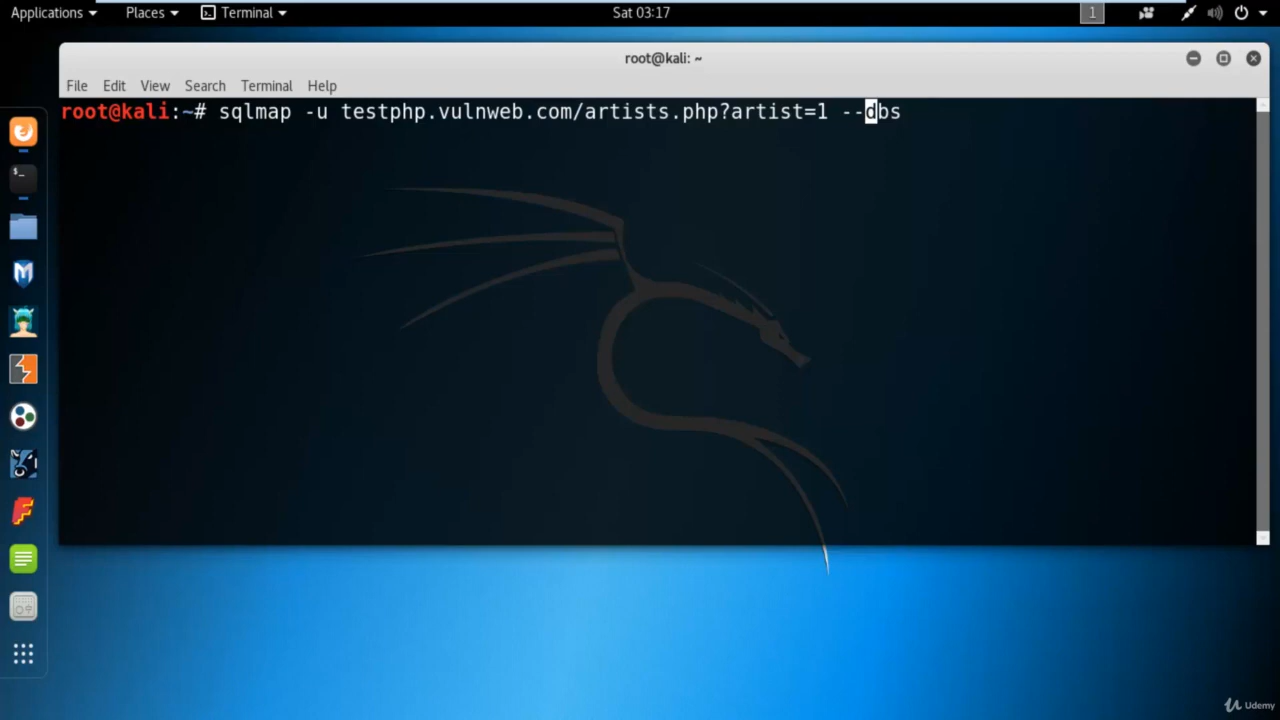 Applications Places Terminal Sat 03:17 1
root@kali: ~
File Edit View Search Terminal Help
root@kali:~# sqlmap -u testphp.vulnweb.com/artists.php?artist=1 --dbs
$_
Udemy